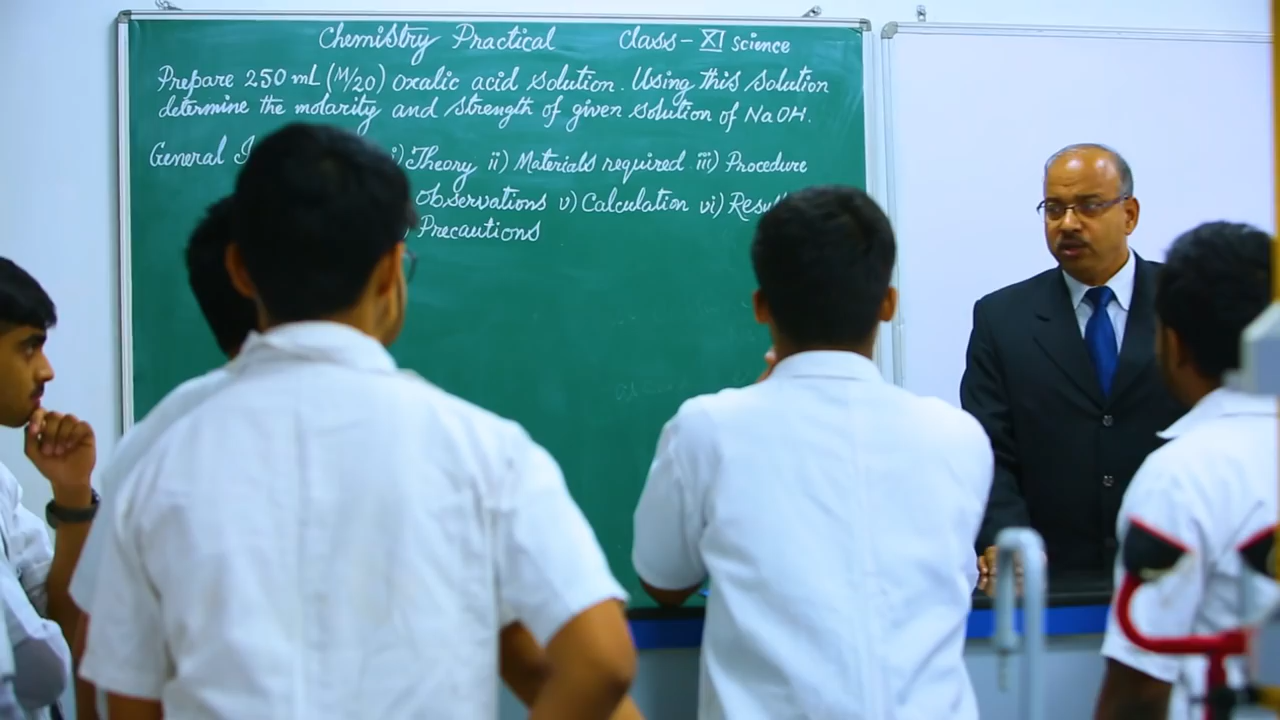 Chemistry Practical Class - XI science
Prepare 250 mL (M/20) oxalic acid solution. Using this solution
determine the molarity and strength of given solution of NaOH.
General i) Theory ii) Materials required iii) Procedure
observations v) Calculation vi)
Precautions